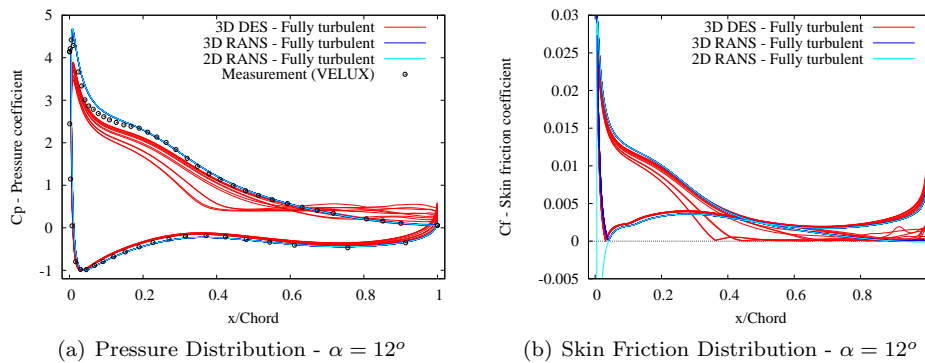 3D DES - Fully turbulent
3D RANS - Fully turbulent
2D RANS - Fully turbulent
Measurement (VELUX)
Cp - Pressure coefficient
5
4
3
2
1
0
-1
0
0.2
0.4
0.6
0.8
1
x/Chord
(a) Pressure Distribution - α = 12°
3D DES - Fully turbulent
3D RANS - Fully turbulent
2D RANS - Fully turbulent
Cf - Skin friction coefficient
0.03
0.025
0.02
0.015
0.01
0.005
0
-0.005
0
0.2
0.4
0.6
0.8
1
x/Chord
(b) Skin Friction Distribution - α = 12°